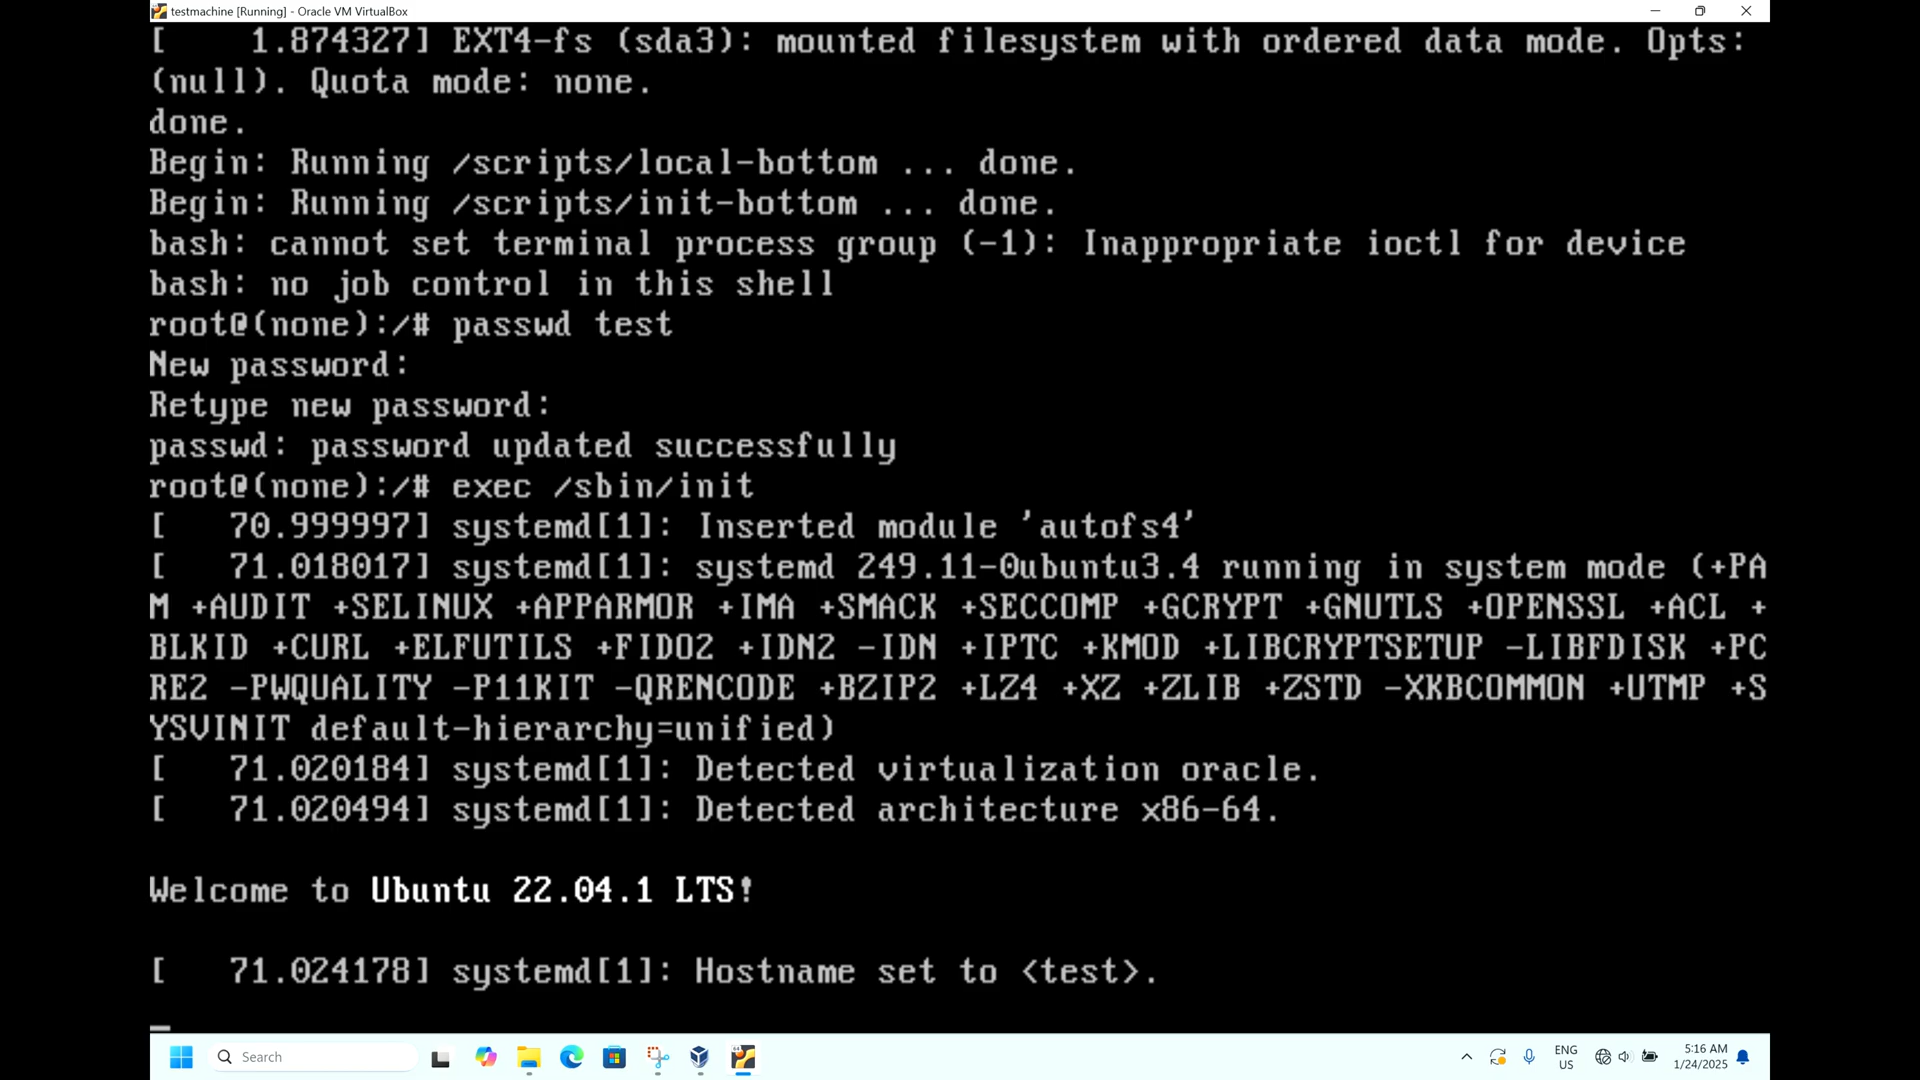 testmachine [Running] - Oracle VM VirtualBox
[    1.874327] EXT4-fs (sda3): mounted filesystem with ordered data mode. Opts:
(null). Quota mode: none.
done.
Begin: Running /scripts/local-bottom ... done.
Begin: Running /scripts/init-bottom ... done.
bash: cannot set terminal process group (-1): Inappropriate ioctl for device
bash: no job control in this shell
root@(none):/# passwd test
New password:
Retype new password:
passwd: password updated successfully
root@(none):/# exec /sbin/init
[   70.999997] systemd[1]: Inserted module 'autofs4'
[   71.018017] systemd[1]: systemd 249.11-0ubuntu3.4 running in system mode (+PA
M +AUDIT +SELINUX +APPARMOR +IMA +SMACK +SECCOMP +GCRYPT +GNUTLS +OPENSSL +ACL +
BLKID +CURL +ELFUTILS +FIDO2 +IDN2 -IDN +IPTC +KMOD +LIBCRYPTSETUP -LIBFDISK +PC
RE2 -PWQUALITY -P11KIT -QRENCODE +BZIP2 +LZ4 +XZ +ZLIB +ZSTD -XKBCOMMON +UTMP +S
YSVINIT default-hierarchy=unified)
[   71.020184] systemd[1]: Detected virtualization oracle.
[   71.020494] systemd[1]: Detected architecture x86-64.
Welcome to Ubuntu 22.04.1 LTS!
[   71.024178] systemd[1]: Hostname set to <test>.
Search
ENG
US
5:16 AM
1/24/2025